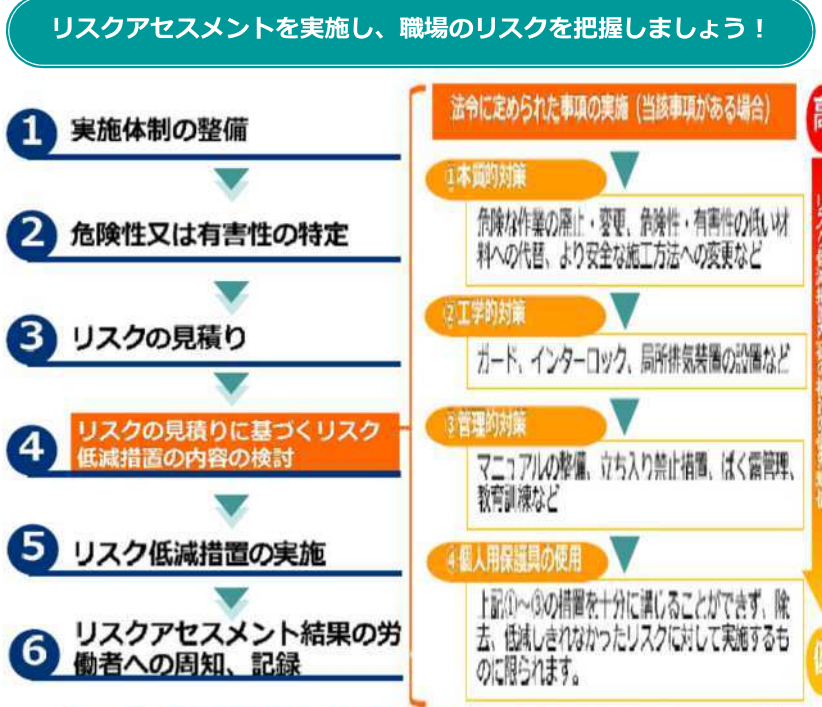 リスクアセスメントを実施し、職場のリスクを把握しましょう！
1 実施体制の整備
2 危険性又は有害性の特定
3 リスクの見積り
4 リスクの見積りに基づくリスク
低減措置の内容の検討
5 リスク低減措置の実施
6 リスクアセスメント結果の労
働者への周知、記録
法令に定められた事項の実施（当該事項がある場合）
①本質的対策
危険な作業の廃止・変更、危険性・有害性の低い材
料への代替、より安全な施工方法への変更など
②工学的対策
ガード、インターロック、局所排気装置の設置など
③管理的対策
マニュアルの整備、立ち入り禁止措置、ばく露管理、
教育訓練など
④個人用保護具の使用
上記①～③の措置を十分に講じることができず、除
去、低減しきれなかったリスクに対して実施するも
のに限られます。
高